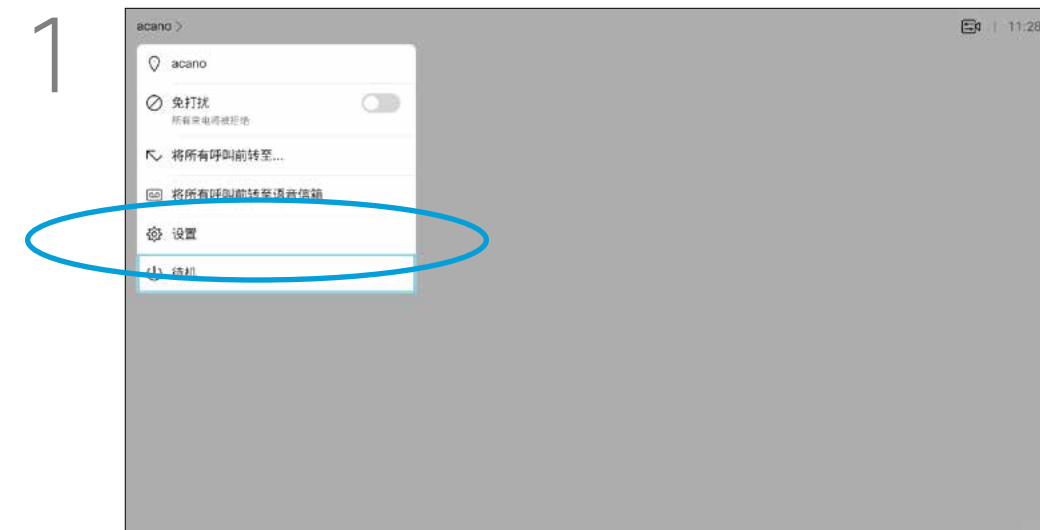 1
acano >
11:28
acano
免打扰
所有来电将被拒绝
将所有呼叫前转至...
将所有呼叫前转至语音信箱
设置
待机